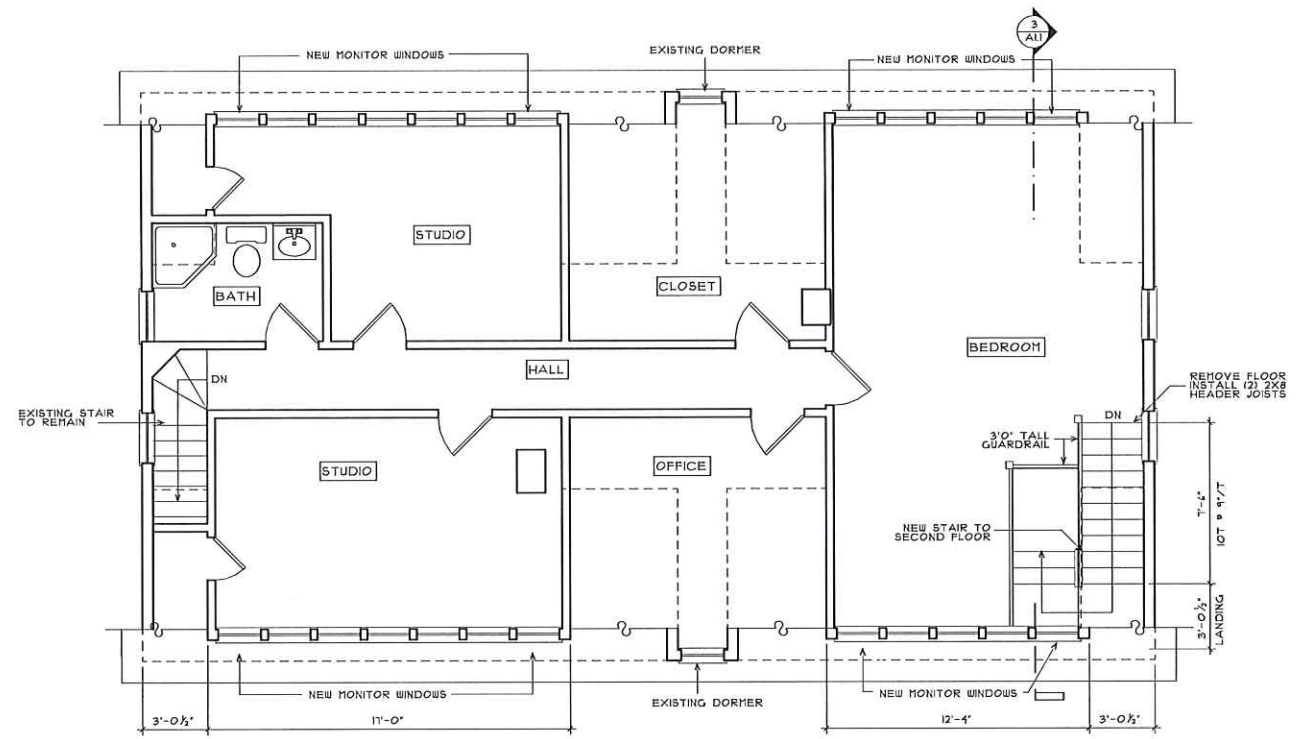 3
A1.1
NEW MONITOR WINDOWS
EXISTING DORMER
NEW MONITOR WINDOWS
STUDIO
CLOSET
BATH
BEDROOM
HALL
DN
REMOVE FLOOR
INSTALL (2) 2X8
HEADER JOISTS
EXISTING STAIR
TO REMAIN
DN
3'0" TALL
GUARDRAIL
STUDIO
OFFICE
7'-6"
10T @ 9"/T
NEW STAIR TO
SECOND FLOOR
3'-0½"
LANDING
NEW MONITOR WINDOWS
EXISTING DORMER
NEW MONITOR WINDOWS
3'-0½"
17'-0"
12'-4"
3'-0½"